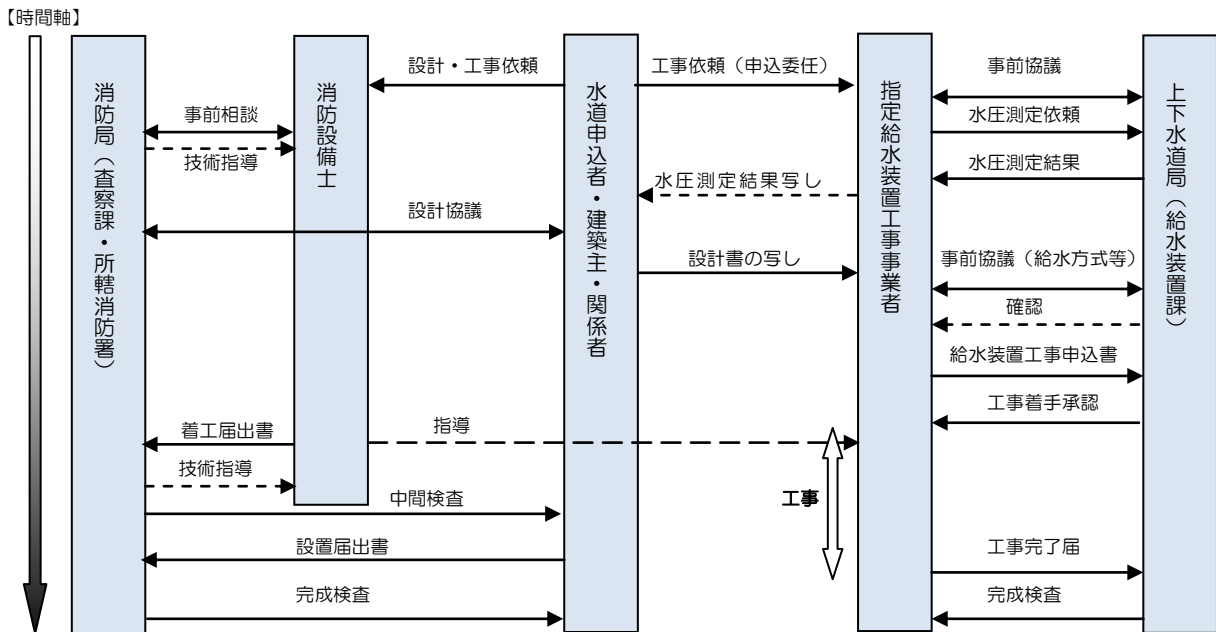 【時間軸】
消防局（査察課・所轄消防署）
消防設備士
水道申込者・建築主・関係者
指定給水装置工事事業者
上下水道局（給水装置課）
設計・工事依頼
工事依頼（申込委任）
事前協議
事前相談
水圧測定依頼
技術指導
水圧測定結果
水圧測定結果写し
設計協議
設計書の写し
事前協議（給水方式等）
確認
給水装置工事申込書
工事着手承認
着工届出書
指導
技術指導
中間検査
工事
設置届出書
工事完了届
完成検査
完成検査